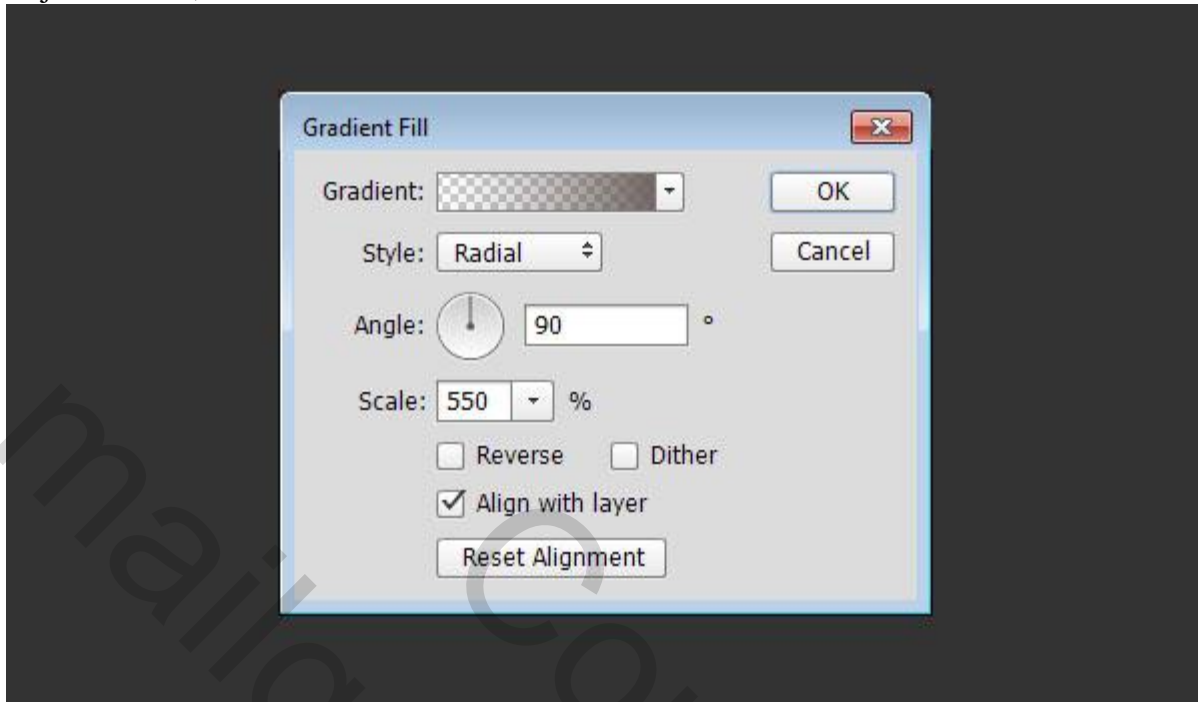 Gradient Fill
Gradient: OK
Style: Radial Cancel
Angle: 90 °
Scale: 550 %
Reverse Dither
Align with layer
Reset Alignment